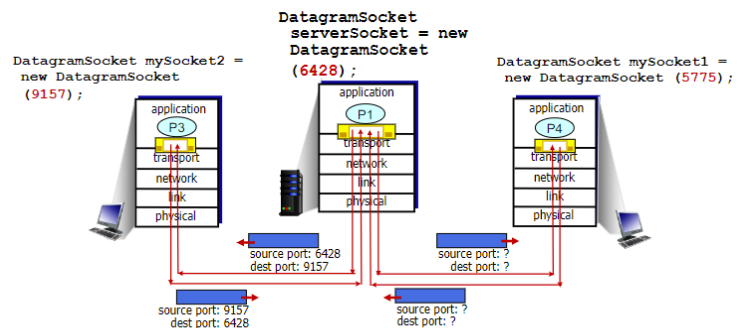 DatagramSocket
serverSocket = new
DatagramSocket
(6428);
DatagramSocket mySocket2 =
new DatagramSocket
(9157);
DatagramSocket mySocket1 =
new DatagramSocket (5775);
application
P3
transport
network
link
physical
application
P1
transport
network
link
physical
application
P4
transport
network
link
physical
source port: 6428
dest port: 9157
source port: ?
dest port: ?
source port: 9157
dest port: 6428
source port: ?
dest port: ?